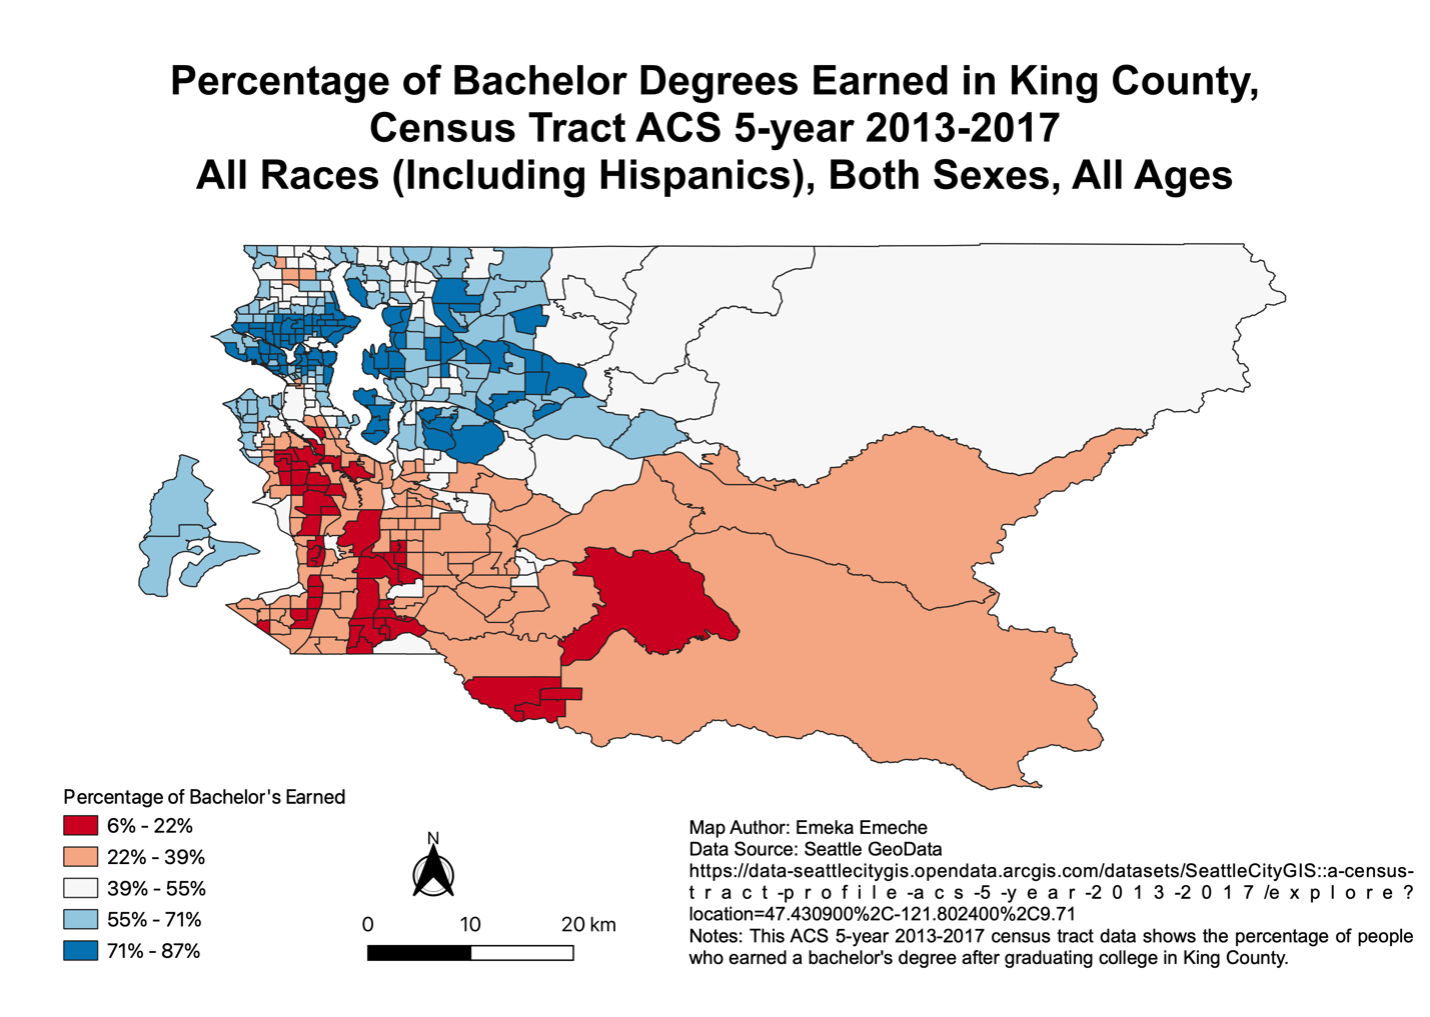 Percentage of Bachelor Degrees Earned in King County,
Census Tract ACS 5-year 2013-2017
All Races (Including Hispanics), Both Sexes, All Ages
Percentage of Bachelor's Earned
6% - 22%
22% - 39%
39% - 55%
55% - 71%
71% - 87%
N
0 10 20 km
Map Author: Emeka Emeche
Data Source: Seattle GeoData
https://data-seattlecitygis.opendata.arcgis.com/datasets/SeattleCityGIS::a-census-
tract-profile-acs-5-year-2013-2017/explore?
location=47.430900%2C-121.802400%2C9.71
Notes: This ACS 5-year 2013-2017 census tract data shows the percentage of people
who earned a bachelor's degree after graduating college in King County.